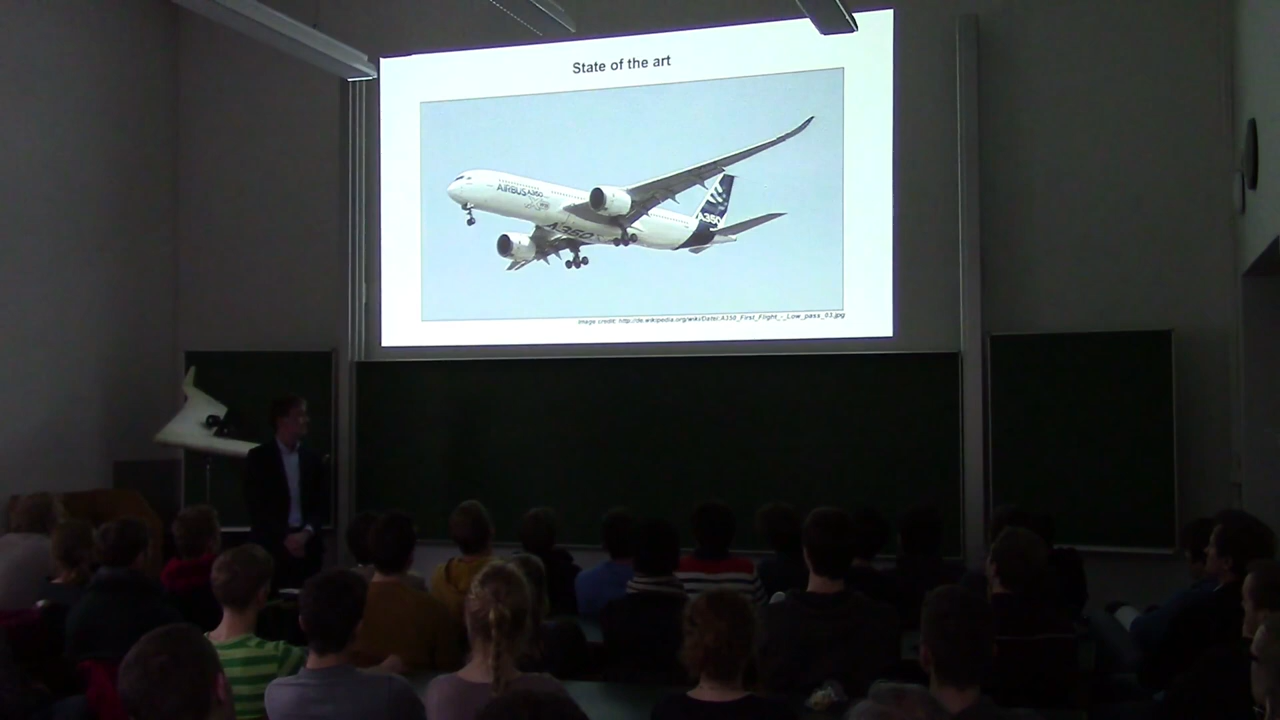 State of the art
AIRBUS A350
A350
A350
Image credit: http://de.wikipedia.org/wiki/Datei:A350_First_Flight_-_Low_pass_03.jpg